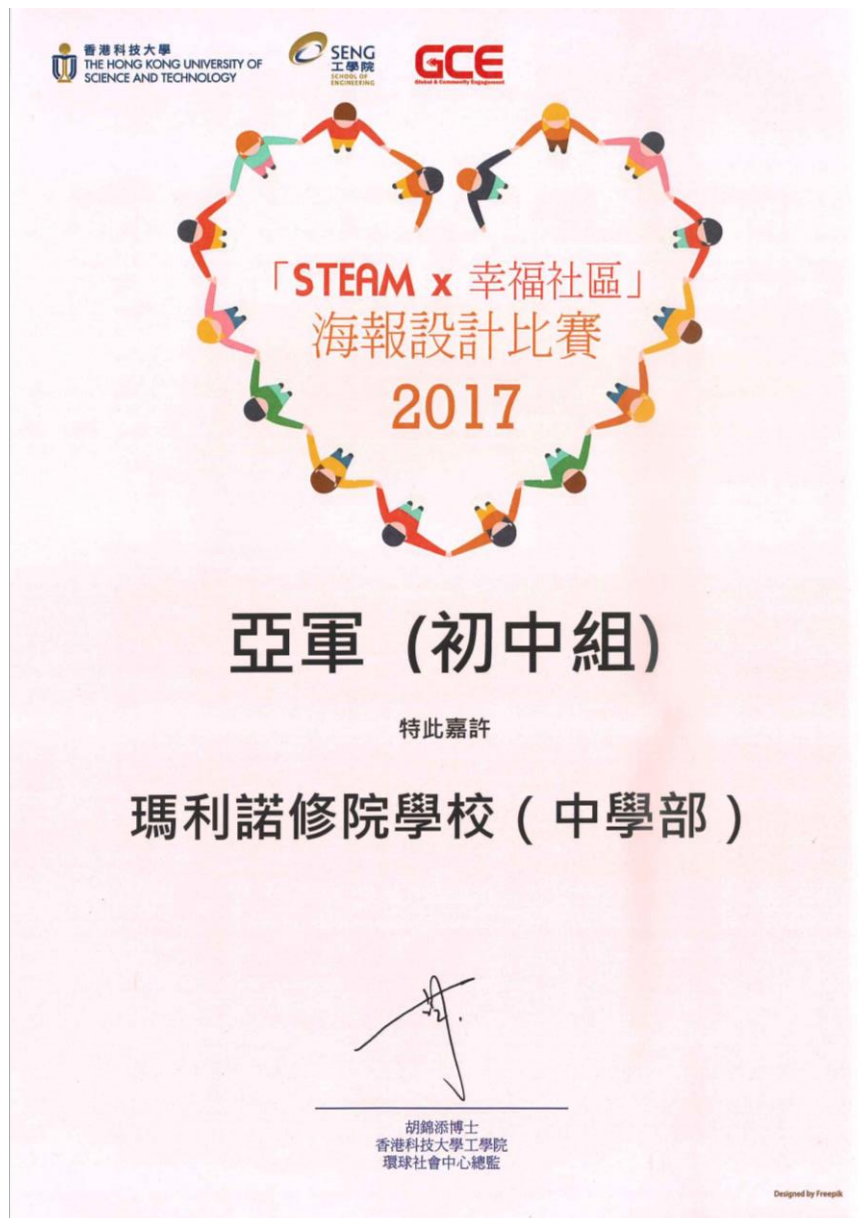 香港科技大學
THE HONG KONG UNIVERSITY OF
SCIENCE AND TECHNOLOGY
SENG
工學院
SCHOOL OF
ENGINEERING
GCE
Global & Community Engagement
「STEAM x 幸福社區」
海報設計比賽
2017
亞軍 (初中組)
特此嘉許
瑪利諾修院學校(中學部)
胡錦添博士
香港科技大學工學院
環球社會中心總監
Designed by Freepik